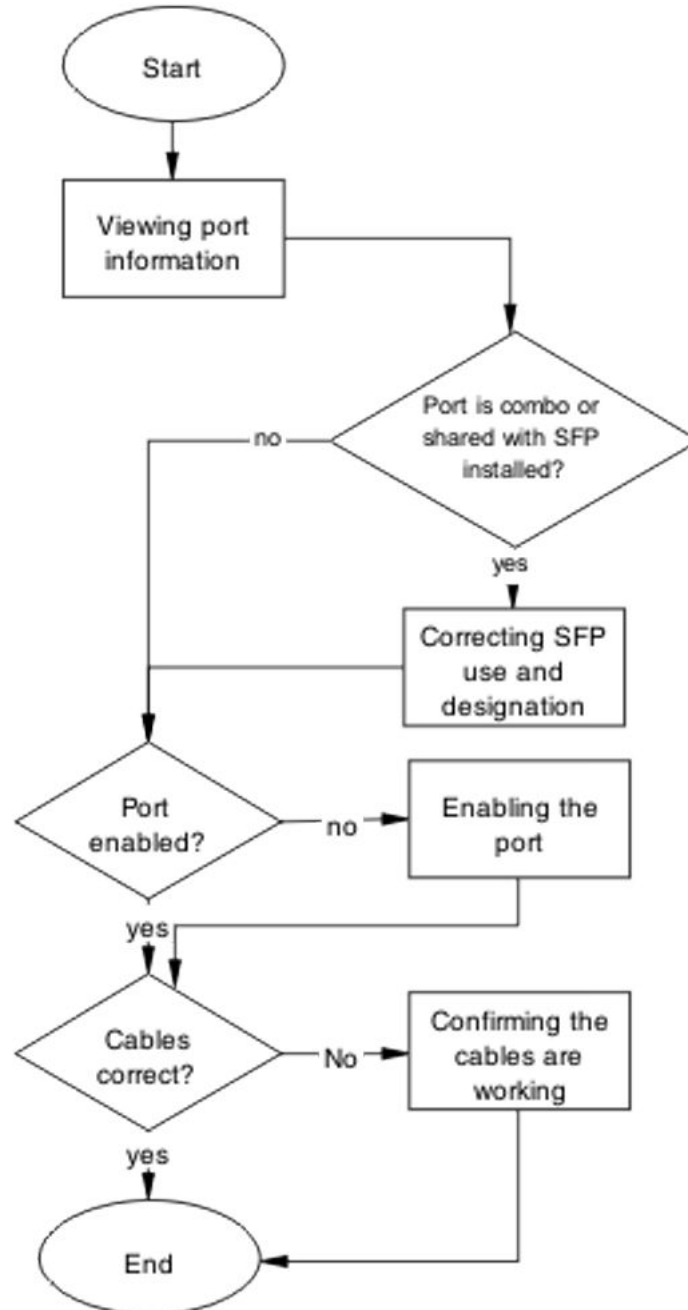 Start
Viewing port
information
Port is combo or
shared with SFP
installed?
no
yes
Correcting SFP
use and
designation
Port
enabled?
no
Enabling the
port
yes
Cables
correct?
No
Confirming the
cables are
working
yes
End